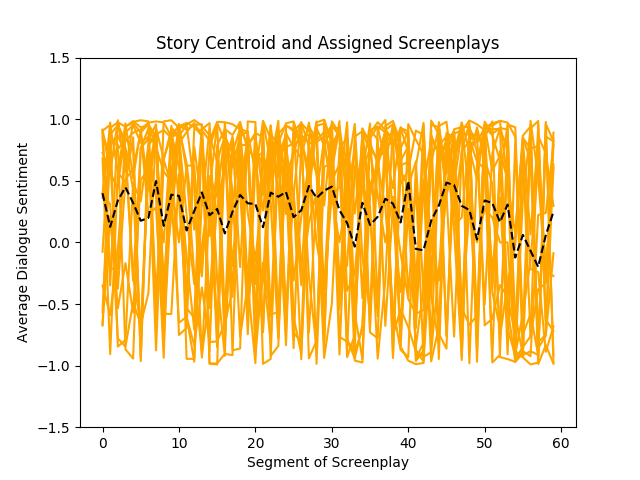 Story Centroid and Assigned Screenplays
1.5
1.0
0.5
0.0
−0.5
−1.0
−1.5
Average Dialogue Sentiment
0 10 20 30 40 50 60
Segment of Screenplay